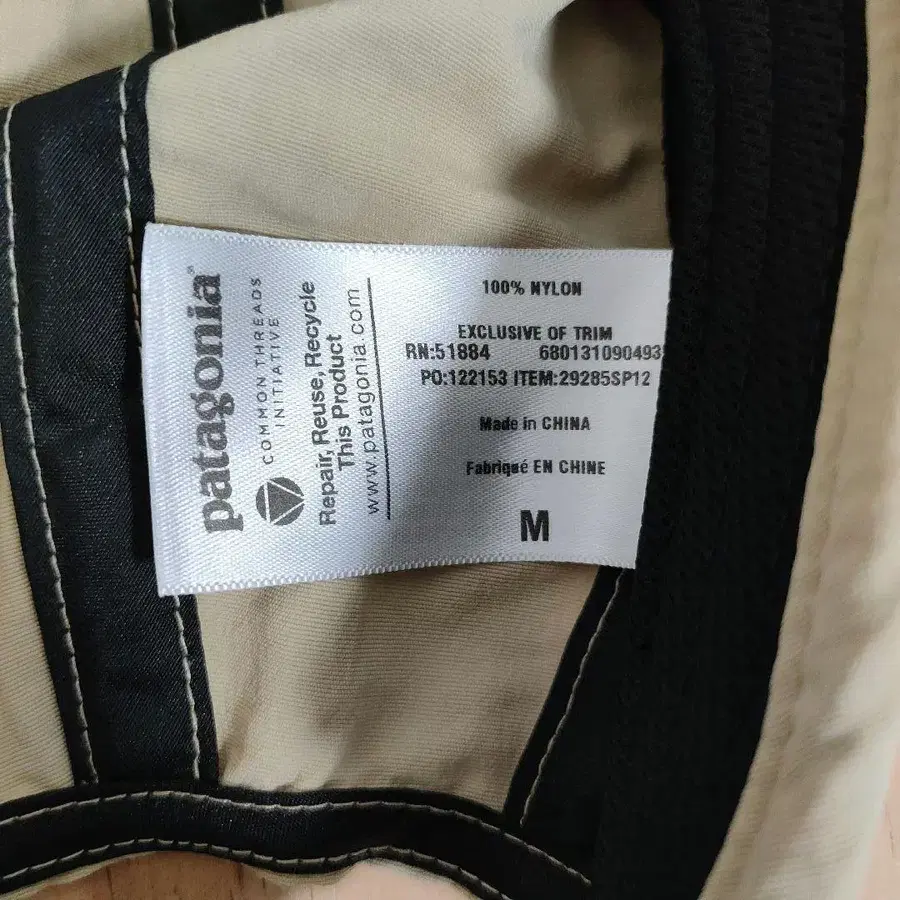 patagonia®
COMMON THREADS
INITIATIVE
Repair, Reuse, Recycle
This Product
www.patagonia.com
100% NYLON
EXCLUSIVE OF TRIM
RN:51884 680131090493
PO:122153 ITEM:29285SP12
Made in CHINA
Fabriqué EN CHINE
M